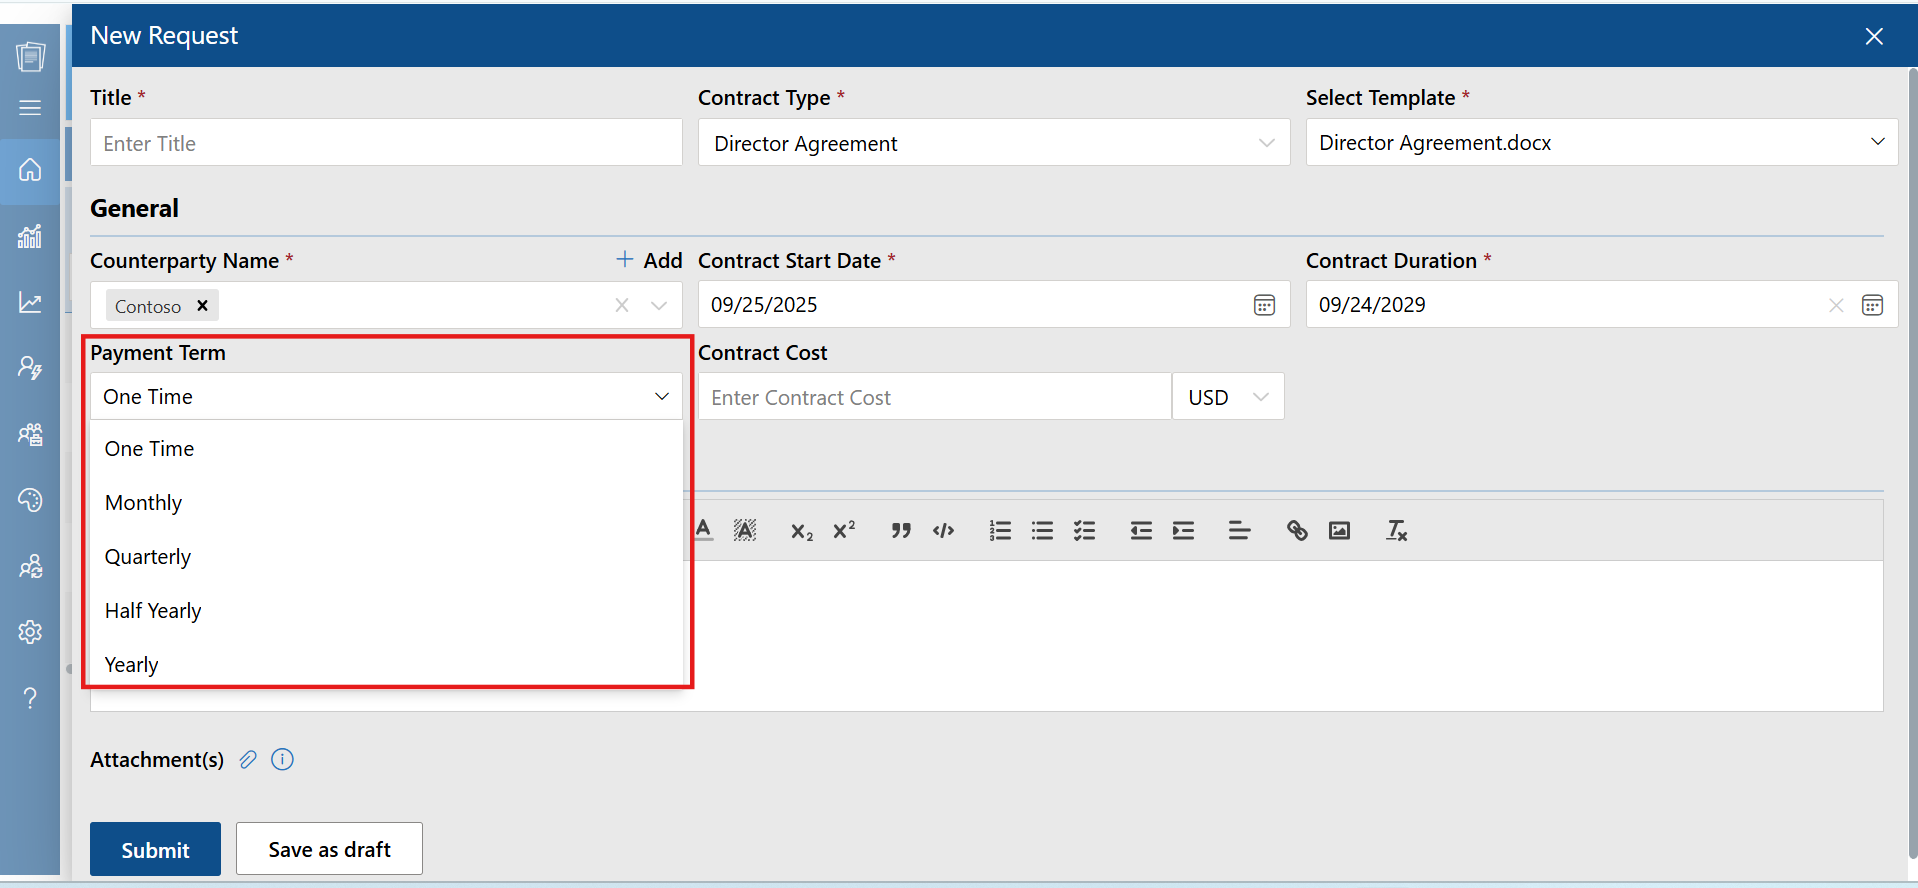 New Request
Title *
Contract Type *
Select Template *
Enter Title
Director Agreement
Director Agreement.docx
General
Counterparty Name *
Add
Contract Start Date *
Contract Duration *
Contoso
09/25/2025
09/24/2029
Payment Term
Contract Cost
One Time
Enter Contract Cost
USD
One Time
Monthly
Quarterly
Half Yearly
Yearly
Attachment(s)
Submit
Save as draft